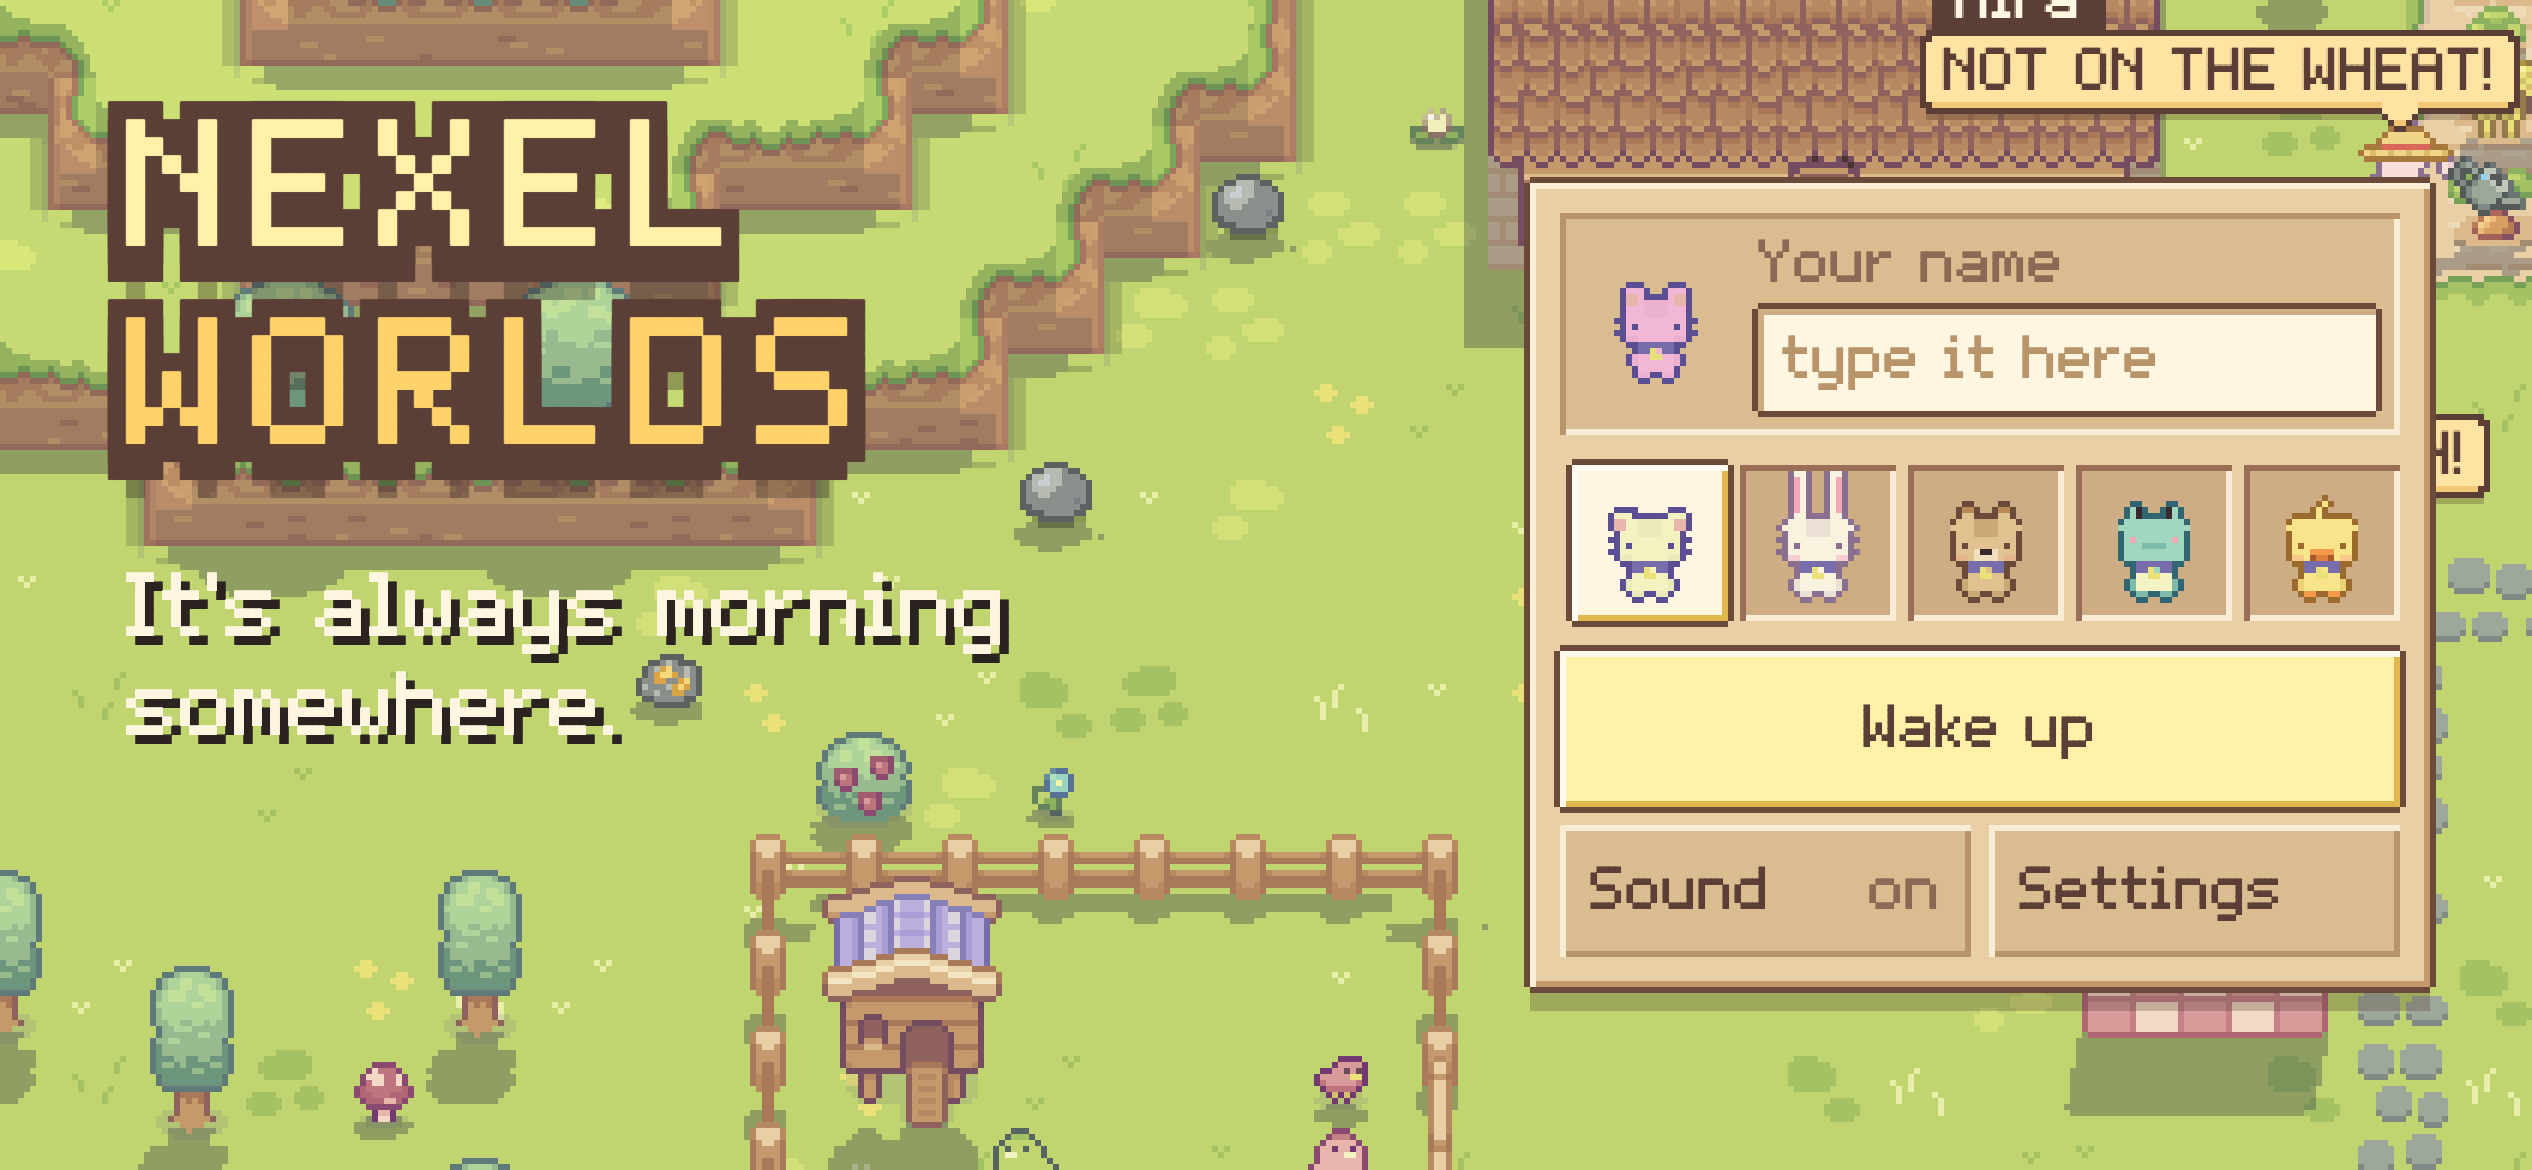 NEXEL
WORLDS
It's always morning
somewhere.
NOT ON THE WHEAT!
Your name
type it here
Wake up
Sound on
Settings